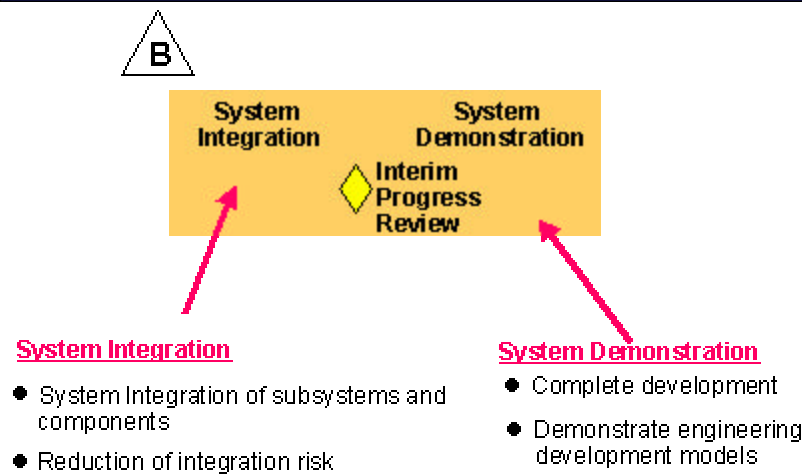 B
System
Integration
System
Demonstration
Interim
Progress
Review
System Integration
● System Integration of subsystems and
components
● Reduction of integration risk
System Demonstration
● Complete development
● Demonstrate engineering
development models